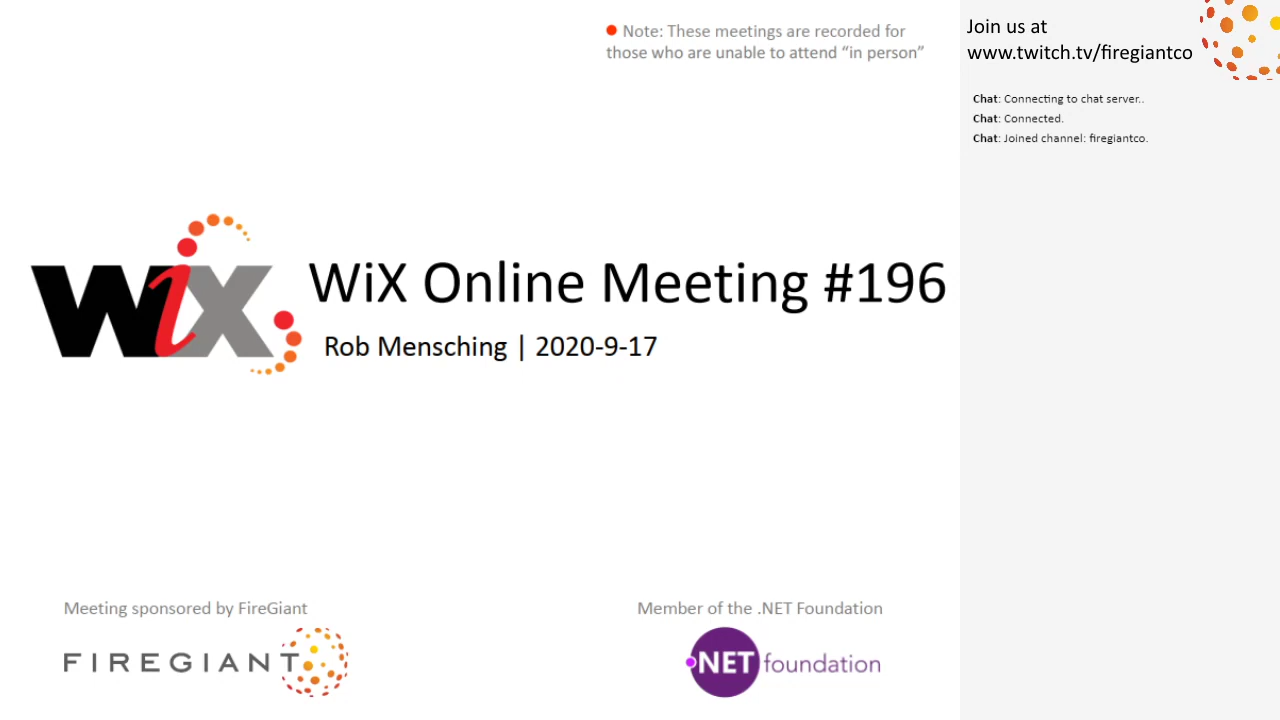 Note: These meetings are recorded for
those who are unable to attend “in person”
Join us at
www.twitch.tv/firegiantco
Chat: Connecting to chat server..
Chat: Connected.
Chat: Joined channel: firegiantco.
WiX
WiX Online Meeting #196
Rob Mensching | 2020-9-17
Meeting sponsored by FireGiant
FIREGIANT
Member of the .NET Foundation
.NET foundation